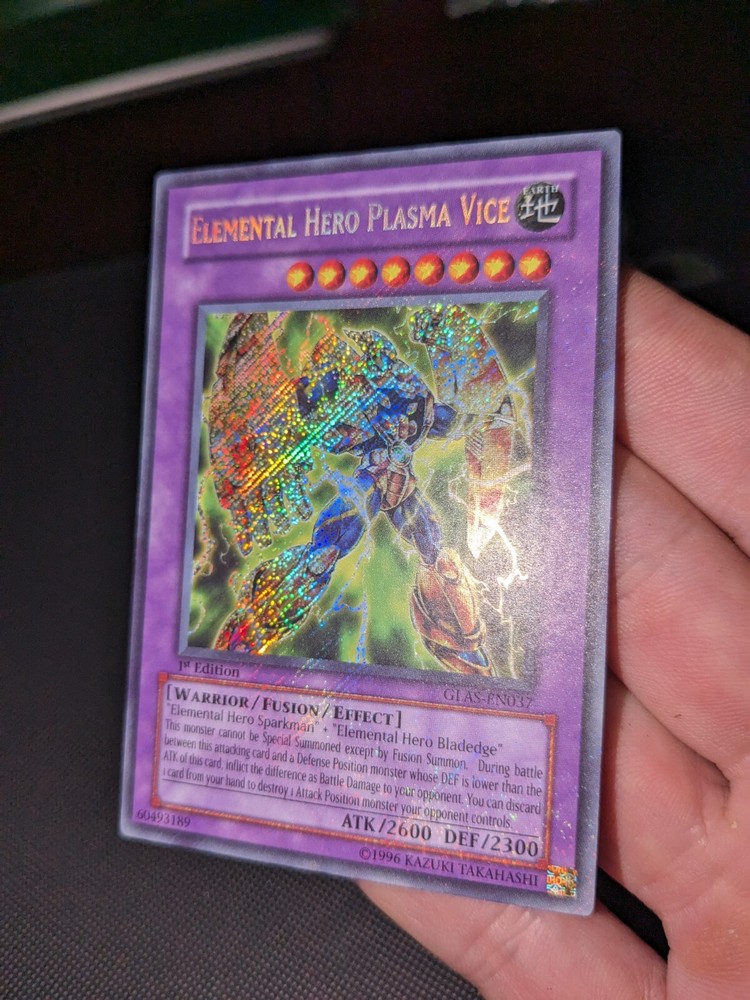 ELEMENTAL HERO PLASMA VICE
EARTH
地
1st Edition
GLAS-EN037
[WARRIOR/FUSION/EFFECT]
"Elemental Hero Sparkman" + "Elemental Hero Bladedge"
This monster cannot be Special Summoned except by Fusion Summon. During battle
between this attacking card and a Defense Position monster whose DEF is lower than the
ATK of this card, inflict the difference as Battle Damage to your opponent. You can discard
1 card from your hand to destroy 1 Attack Position monster your opponent controls.
ATK/2600 DEF/2300
60493189
©1996 KAZUKI TAKAHASHI